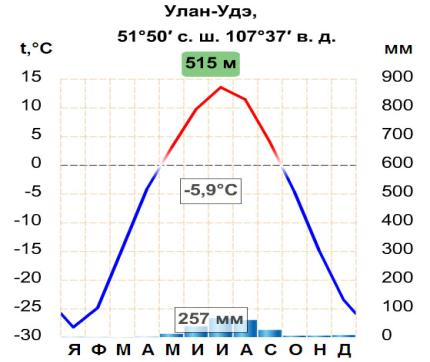 Улан-Удэ,
51°50′ с. ш. 107°37′ в. д.
t,°C 515 м мм
15 900
10 800
5 700
0 600
-5 500
-5,9°C
-10 400
-15 300
-20 200
-25 100
257 мм
-30 0
Я Ф М А М И И А С О Н Д